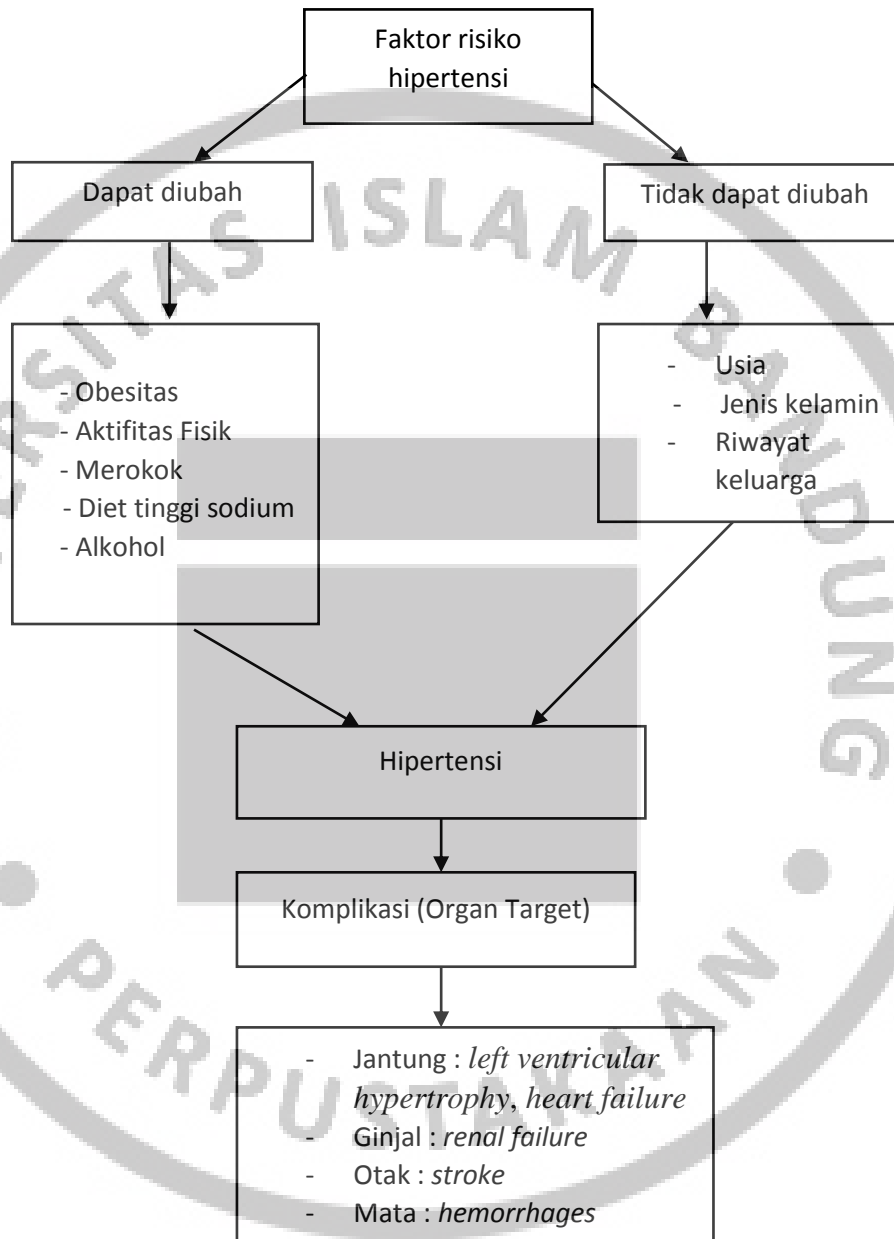 Faktor risiko
hipertensi
Dapat diubah
Tidak dapat diubah
- Obesitas
- Aktifitas Fisik
- Merokok
- Diet tinggi sodium
- Alkohol
- Usia
- Jenis kelamin
- Riwayat
keluarga
Hipertensi
Komplikasi (Organ Target)
- Jantung : left ventricular
hypertrophy, heart failure
- Ginjal : renal failure
- Otak : stroke
- Mata : hemorrhages
ERSITAS ISLAM BANDUNG
PERPUSTAKAAN